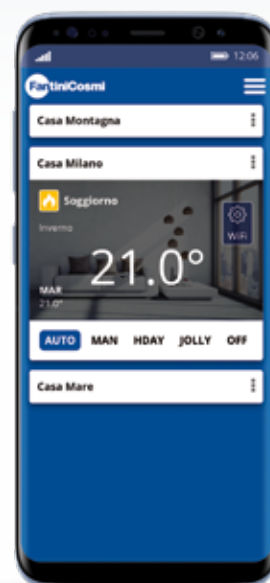 12:06
FantiniCosmi
Casa Montagna
Casa Milano
Soggiorno
Inverno
WiFi
21.0°
MAR
21.0°
AUTO MAN HDAY JOLLY OFF
Casa Mare